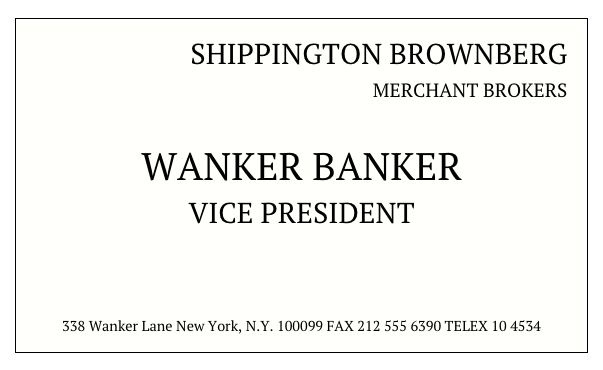 SHIPPINGTON BROWNBERG
MERCHANT BROKERS
WANKER BANKER
VICE PRESIDENT
338 Wanker Lane New York, N.Y. 100099 FAX 212 555 6390 TELEX 10 4534